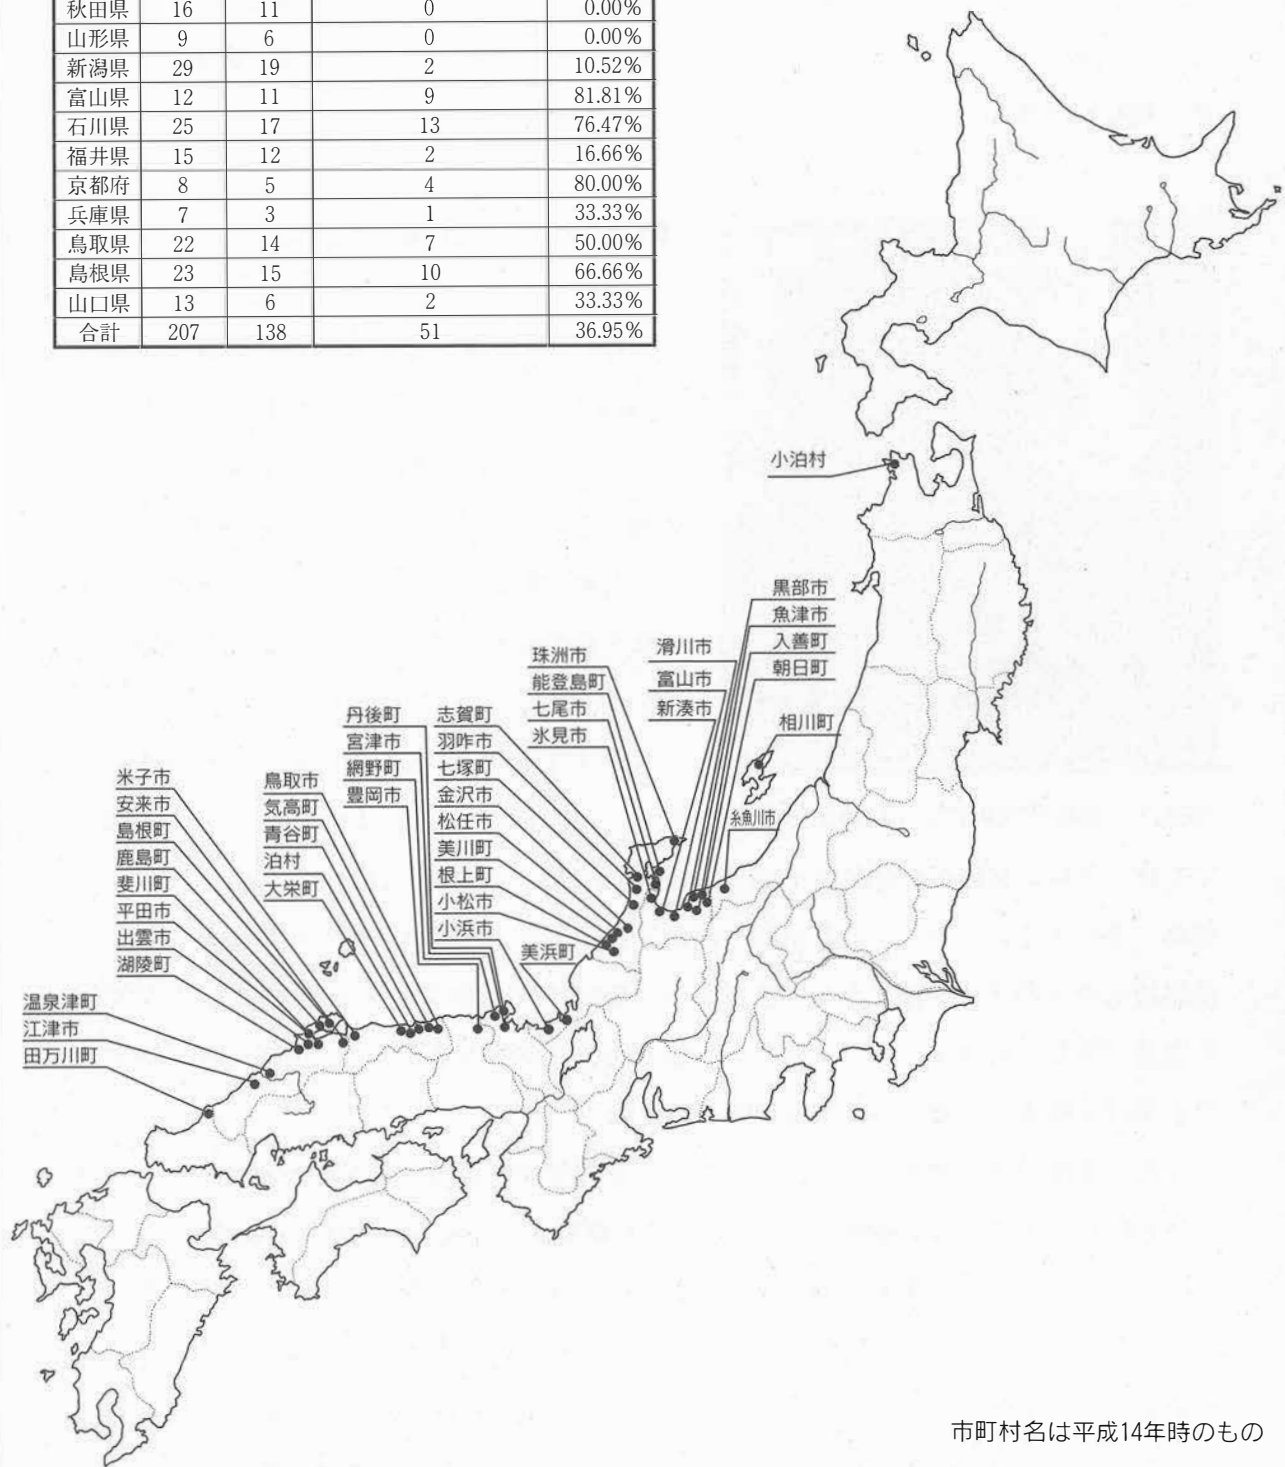 秋田県 16 11 0 0.00%
山形県 9 6 0 0.00%
新潟県 29 19 2 10.52%
富山県 12 11 9 81.81%
石川県 25 17 13 76.47%
福井県 15 12 2 16.66%
京都府 8 5 4 80.00%
兵庫県 7 3 1 33.33%
鳥取県 22 14 7 50.00%
島根県 23 15 10 66.66%
山口県 13 6 2 33.33%
合計 207 138 51 36.95%
小泊村
黒部市
魚津市
入善町
朝日町
滑川市
富山市
新湊市
相川町
糸魚川市
珠洲市
能登島町
七尾市
氷見市
志賀町
羽咋市
七塚町
金沢市
松任市
美川町
根上町
小松市
小浜市
美浜町
丹後町
宮津市
網野町
豊岡市
鳥取市
気高町
青谷町
泊村
大栄町
米子市
安来市
島根町
鹿島町
斐川町
平田市
出雲市
湖陵町
温泉津町
江津市
田万川町
市町村名は平成14年時のもの